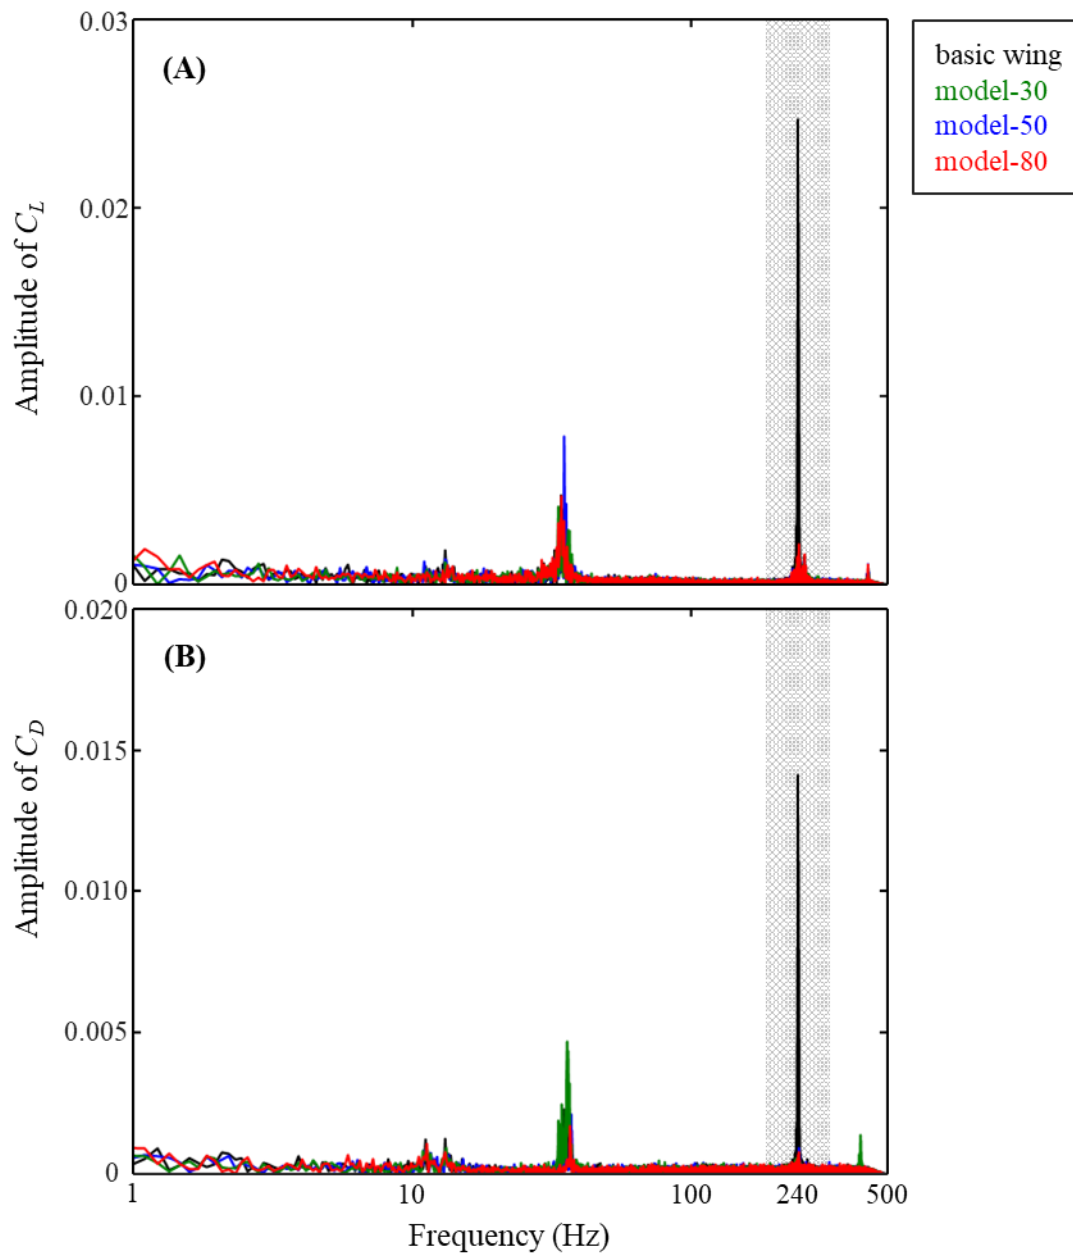 0.03
(A)
0.02
0.01
0
Amplitude of C_L
basic wing
model-30
model-50
model-80
0.020
(B)
0.015
0.010
0.005
0
Amplitude of C_D
1 10 100 240 500
Frequency (Hz)